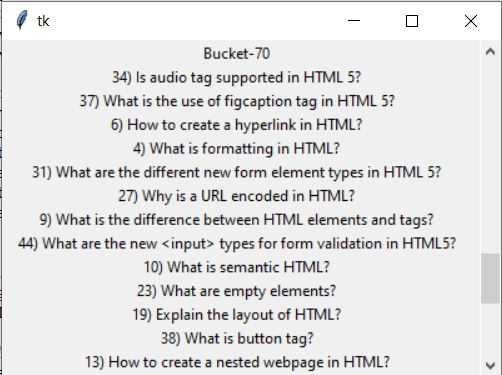 tk
Bucket-70
34) Is audio tag supported in HTML 5?
37) What is the use of figcaption tag in HTML 5?
6) How to create a hyperlink in HTML?
4) What is formatting in HTML?
31) What are the different new form element types in HTML 5?
27) Why is a URL encoded in HTML?
9) What is the difference between HTML elements and tags?
44) What are the new <input> types for form validation in HTML5?
10) What is semantic HTML?
23) What are empty elements?
19) Explain the layout of HTML?
38) What is button tag?
13) How to create a nested webpage in HTML?